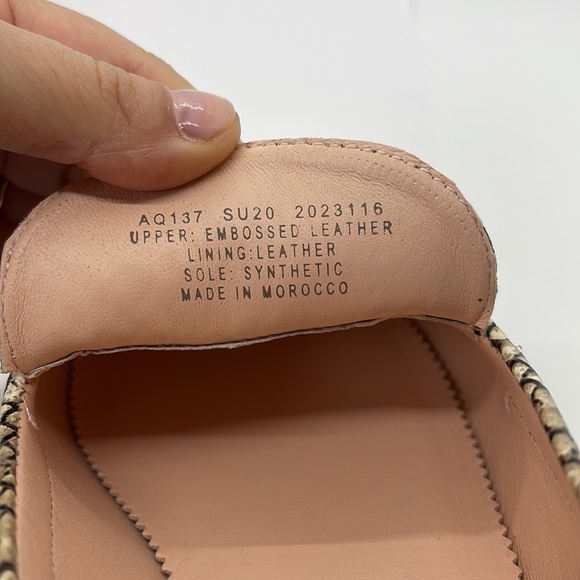 AQ137 SU20 2023116
UPPER: EMBOSSED LEATHER
LINING:LEATHER
SOLE: SYNTHETIC
MADE IN MOROCCO